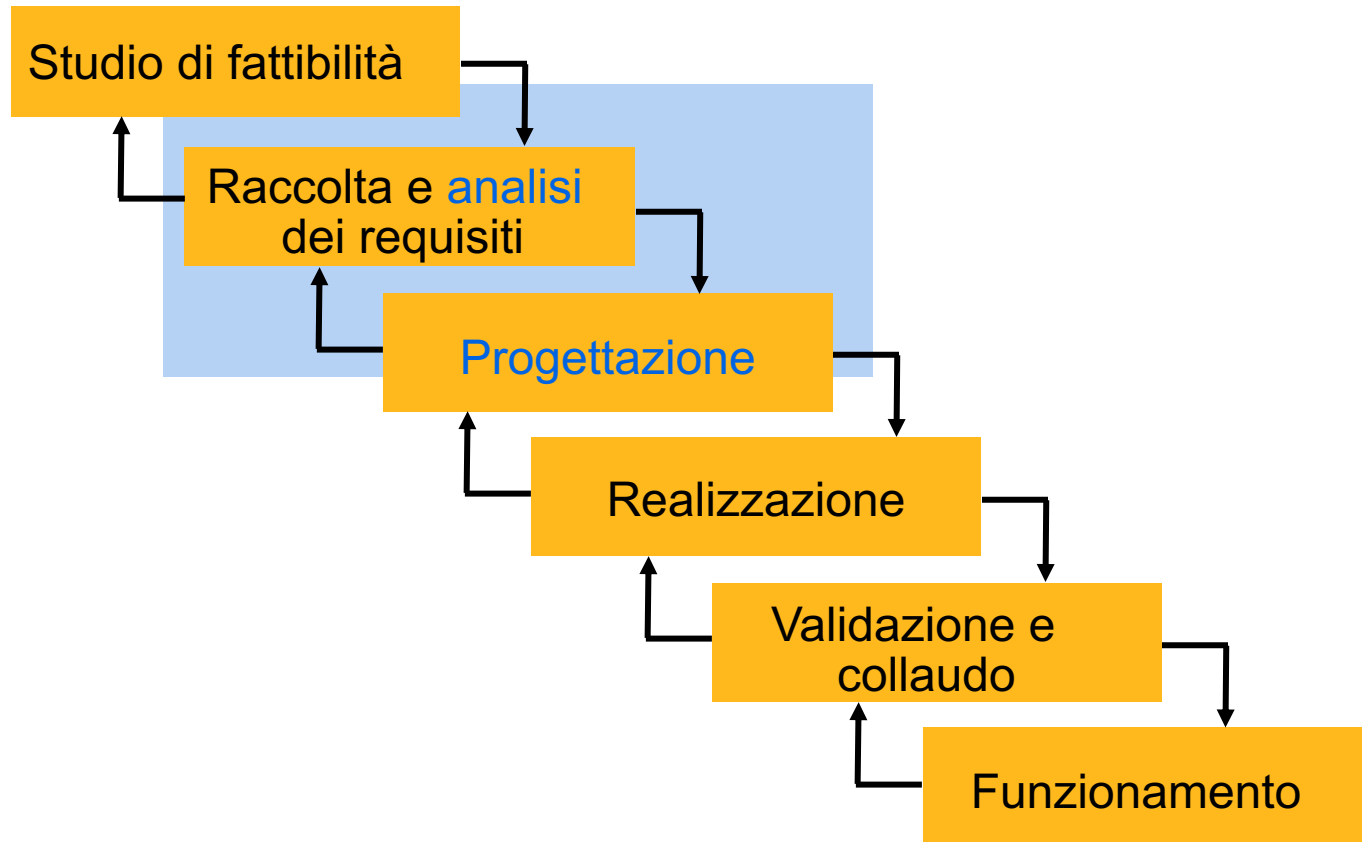 Studio di fattibilità
Raccolta e analisi
dei requisiti
Progettazione
Realizzazione
Validazione e
collaudo
Funzionamento